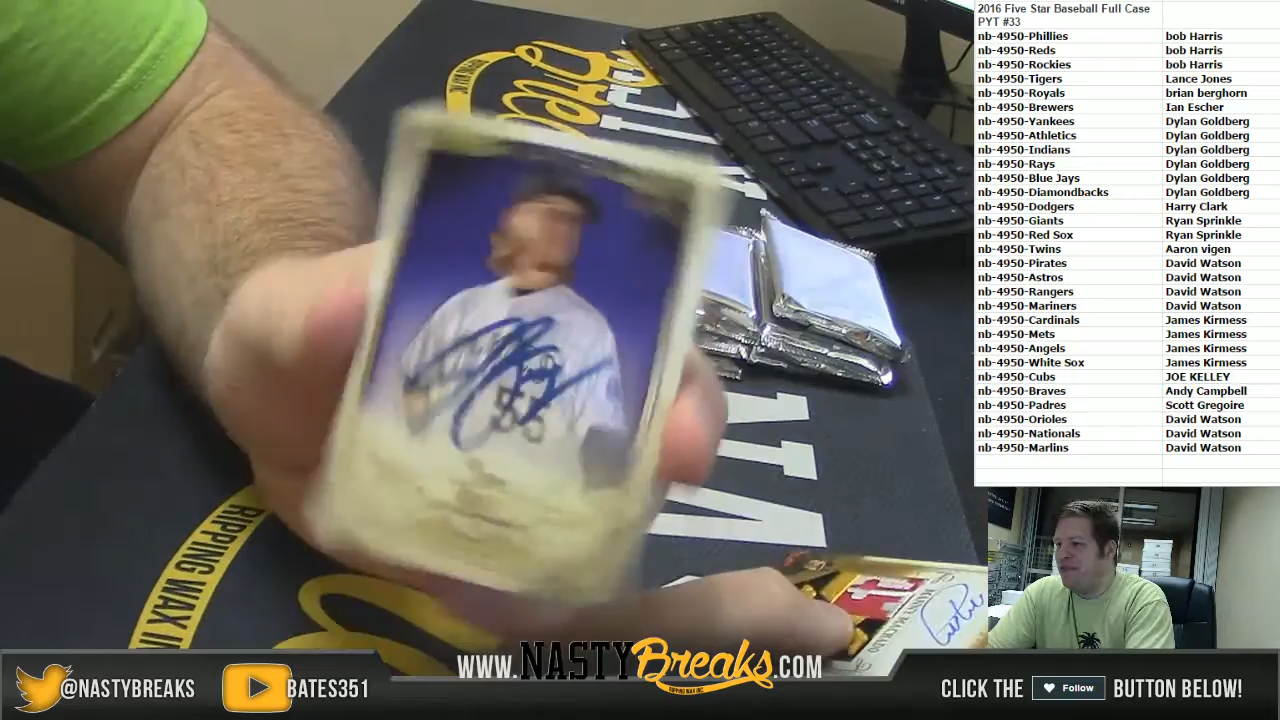 2016 Five Star Baseball Full Case
PYT #33
nb-4950-Phillies bob Harris
nb-4950-Reds bob Harris
nb-4950-Rockies bob Harris
nb-4950-Tigers Lance Jones
nb-4950-Royals brian berghorn
nb-4950-Brewers Ian Escher
nb-4950-Yankees Dylan Goldberg
nb-4950-Athletics Dylan Goldberg
nb-4950-Indians Dylan Goldberg
nb-4950-Rays Dylan Goldberg
nb-4950-Blue Jays Dylan Goldberg
nb-4950-Diamondbacks Dylan Goldberg
nb-4950-Dodgers Harry Clark
nb-4950-Giants Ryan Sprinkle
nb-4950-Red Sox Ryan Sprinkle
nb-4950-Twins Aaron vigen
nb-4950-Pirates David Watson
nb-4950-Astros David Watson
nb-4950-Rangers David Watson
nb-4950-Mariners David Watson
nb-4950-Cardinals James Kirmess
nb-4950-Mets James Kirmess
nb-4950-Angels James Kirmess
nb-4950-White Sox James Kirmess
nb-4950-Cubs JOE KELLEY
nb-4950-Braves Andy Campbell
nb-4950-Padres Scott Gregoire
nb-4950-Orioles David Watson
nb-4950-Nationals David Watson
nb-4950-Marlins David Watson
RIPPING WAX IN
MANNY MACHADO
@NASTYBREAKS
BATES351
WWW.NASTYBreaks.COM
RIPPING WAX INC
CLICK THE Follow BUTTON BELOW!